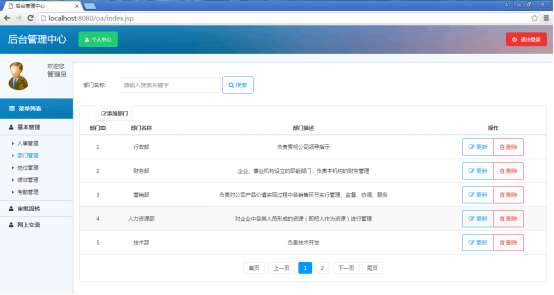 后台管理中心
localhost:8080/oa/index.jsp
后台管理中心
个人中心
退出登录
欢迎您
管理员
菜单列表
基本管理
人事管理
部门管理
岗位管理
绩效管理
考勤管理
审批流转
网上交流
部门名称:
请输入搜索关键字
搜索
添加部门
部门ID 部门名称 部门描述 操作
1 行政部 负责贯彻公司领导指示 更新 删除
2 财务部 企业、事业机构设立的职能部门，负责本机构的财务管理 更新 删除
3 营销部 负责对公司产品价值实现过程中各销售环节实行管理、监督、协调、服务 更新 删除
4 人力资源部 对企业中各类人员形成的资源（即把人作为资源）进行管理 更新 删除
5 技术部 负责技术开发 更新 删除
首页 上一页 1 2 下一页 尾页